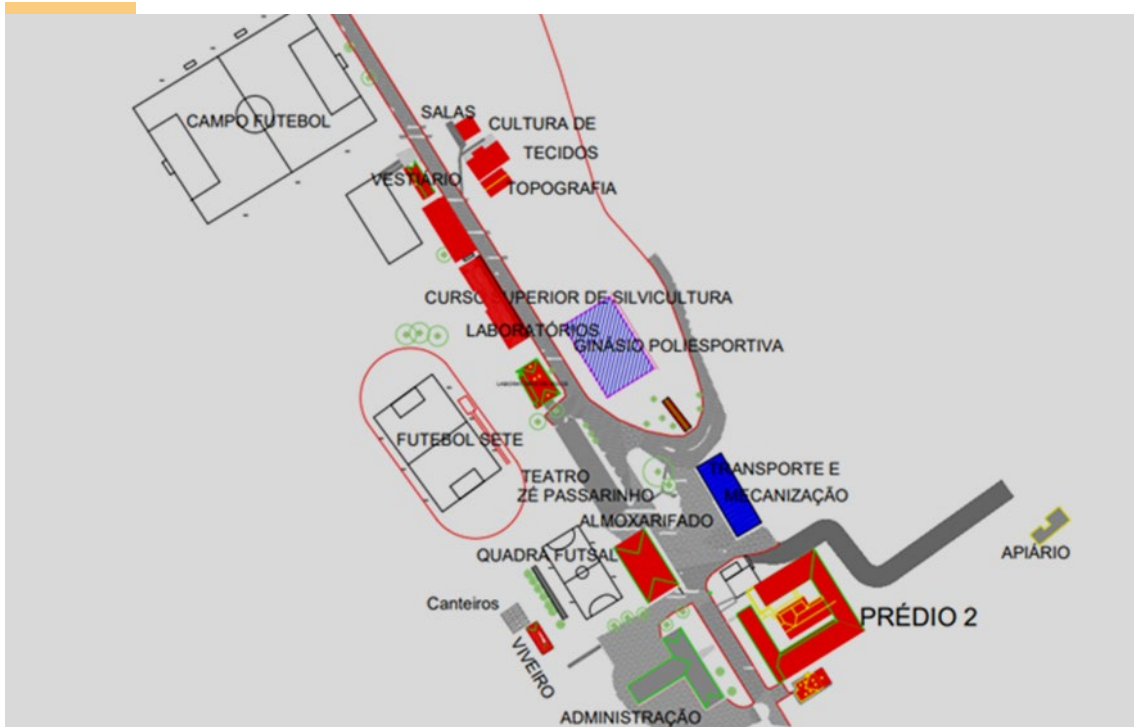 CAMPO FUTEBOL
SALAS
CULTURA DE
TECIDOS
VESTIÁRIO
TOPOGRAFIA
CURSO SUPERIOR DE SILVICULTURA
LABORATÓRIOS
GINÁSIO POLIESPORTIVA
FUTEBOL SETE
TEATRO
ZÉ PASSARINHO
TRANSPORTE E
MECANIZAÇÃO
ALMOXARIFADO
QUADRA FUTSAL
APIÁRIO
Canteiros
PRÉDIO 2
VIVEIRO
ADMINISTRAÇÃO